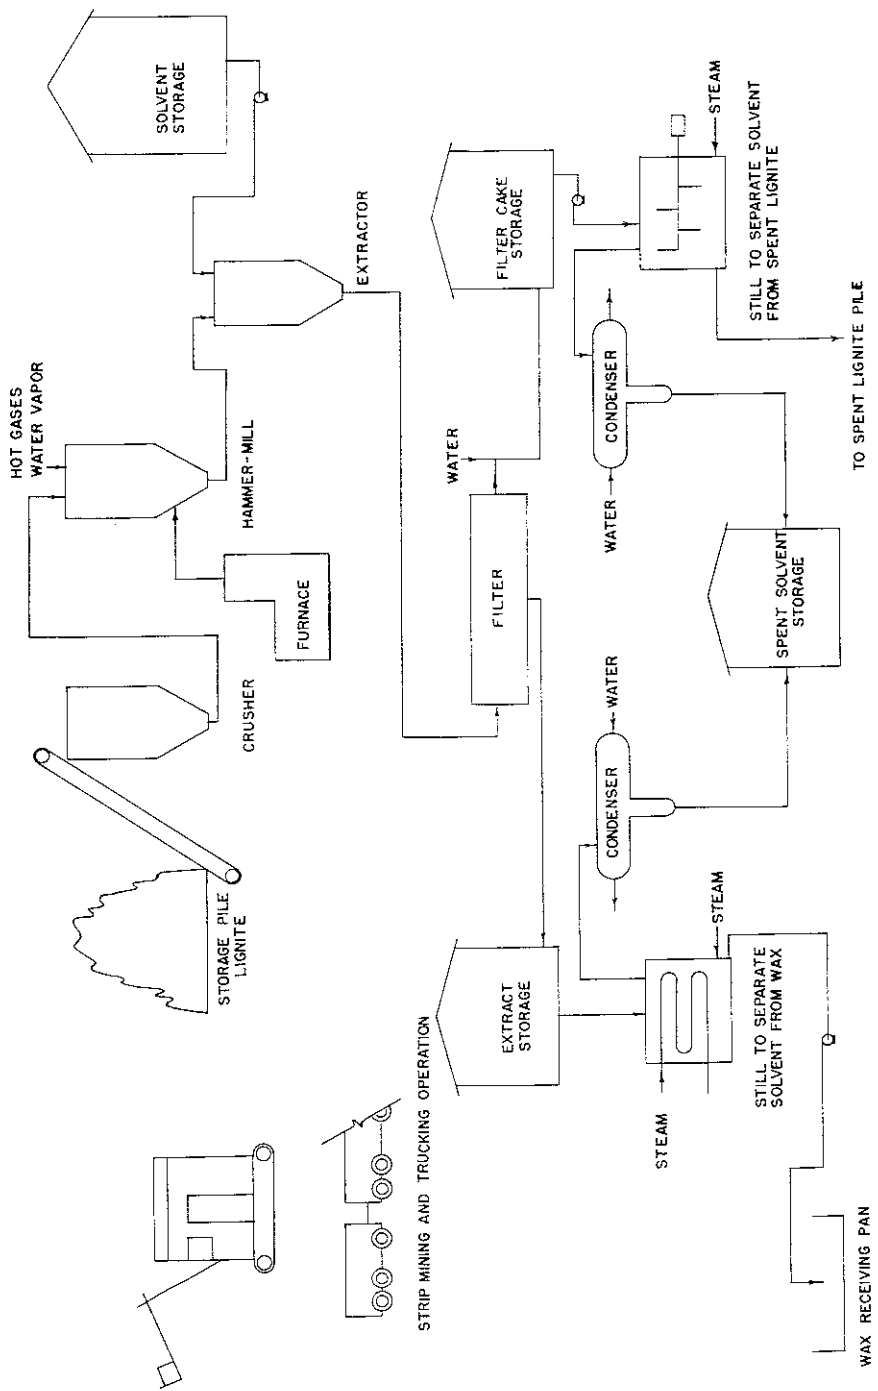 SOLVENT
STORAGE
HOT GASES
WATER VAPOR
HAMMER-MILL
EXTRACTOR
FURNACE
CRUSHER
STORAGE PILE
LIGNITE
STRIP MINING AND TRUCKING OPERATION
FILTER CAKE
STORAGE
WATER
FILTER
EXTRACT
STORAGE
STEAM
STILL TO SEPARATE SOLVENT
FROM SPENT LIGNITE
CONDENSER
WATER
TO SPENT LIGNITE PILE
SPENT SOLVENT
STORAGE
WATER
CONDENSER
STEAM
STEAM
STILL TO SEPARATE
SOLVENT FROM WAX
WAX RECEIVING PAN